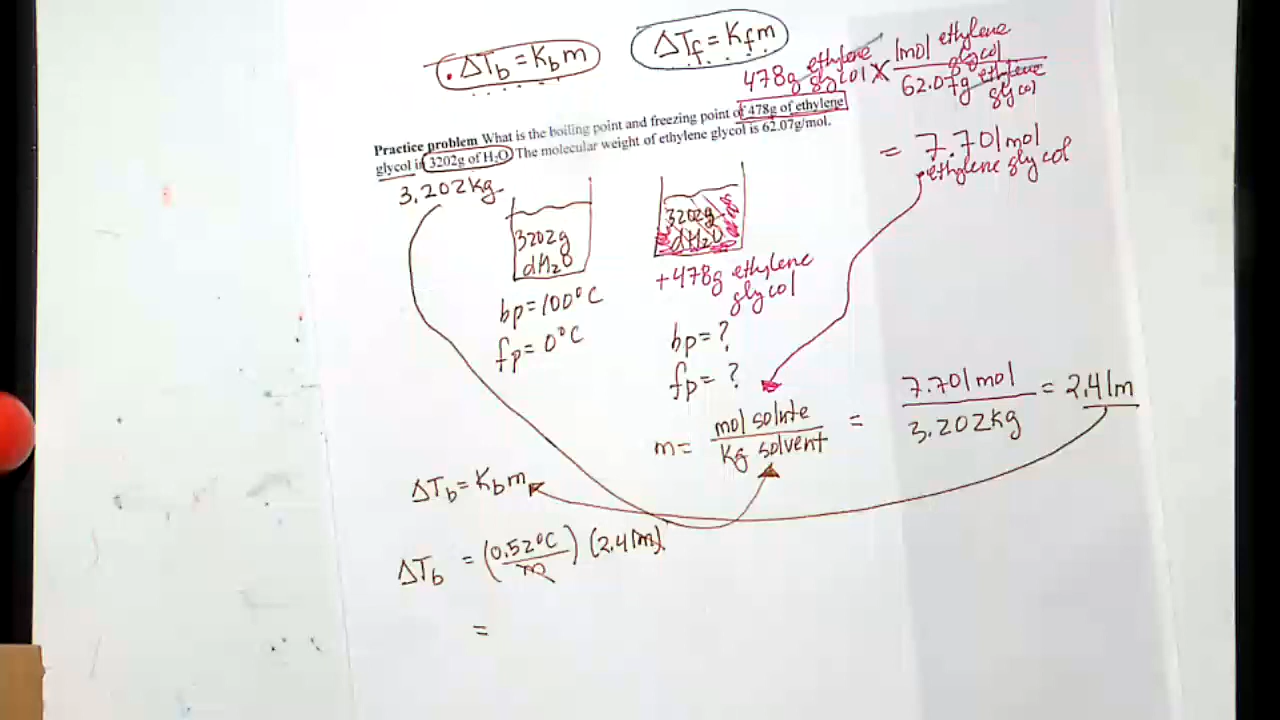 ΔTb = Kbm
ΔTf = Kfm
478g ethylene glycol X 1mol ethylene glycol / 62.07g ethylene glycol
Practice problem What is the boiling point and freezing point of 478g of ethylene
glycol in 3202g of H2O The molecular weight of ethylene glycol is 62.07g/mol.
= 7.701mol
ethylene glycol
3.202kg
3202g
dH2O
bp=100°C
fp=0°C
3202g
dH2O
+478g ethylene
glycol
bp=?
fp=?
m= mol solute / kg solvent = 7.701mol / 3.202kg = 2.41m
ΔTb=Kbm
ΔTb = (0.52°C / m) (2.41m)
=